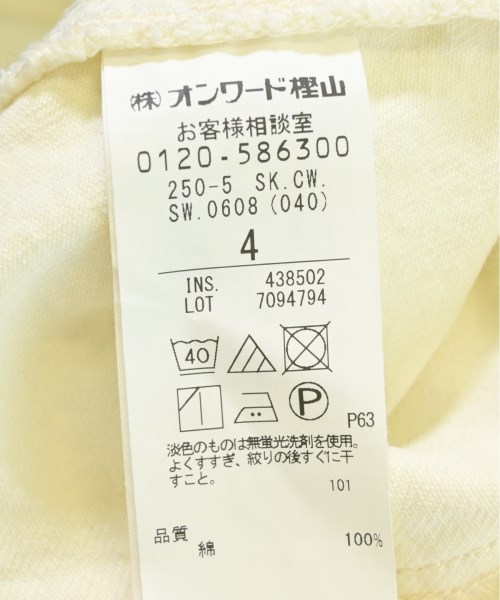 (株)オンワード樫山
お客様相談室
0120-586300
250-5 SK.CW.
SW.0608 (040)
4
INS. 438502
LOT 7094794
40
P
P63
淡色のものは無蛍光洗剤を使用。
よくすすぎ、絞りの後すぐに干
すこと。
101
品質
綿 100%